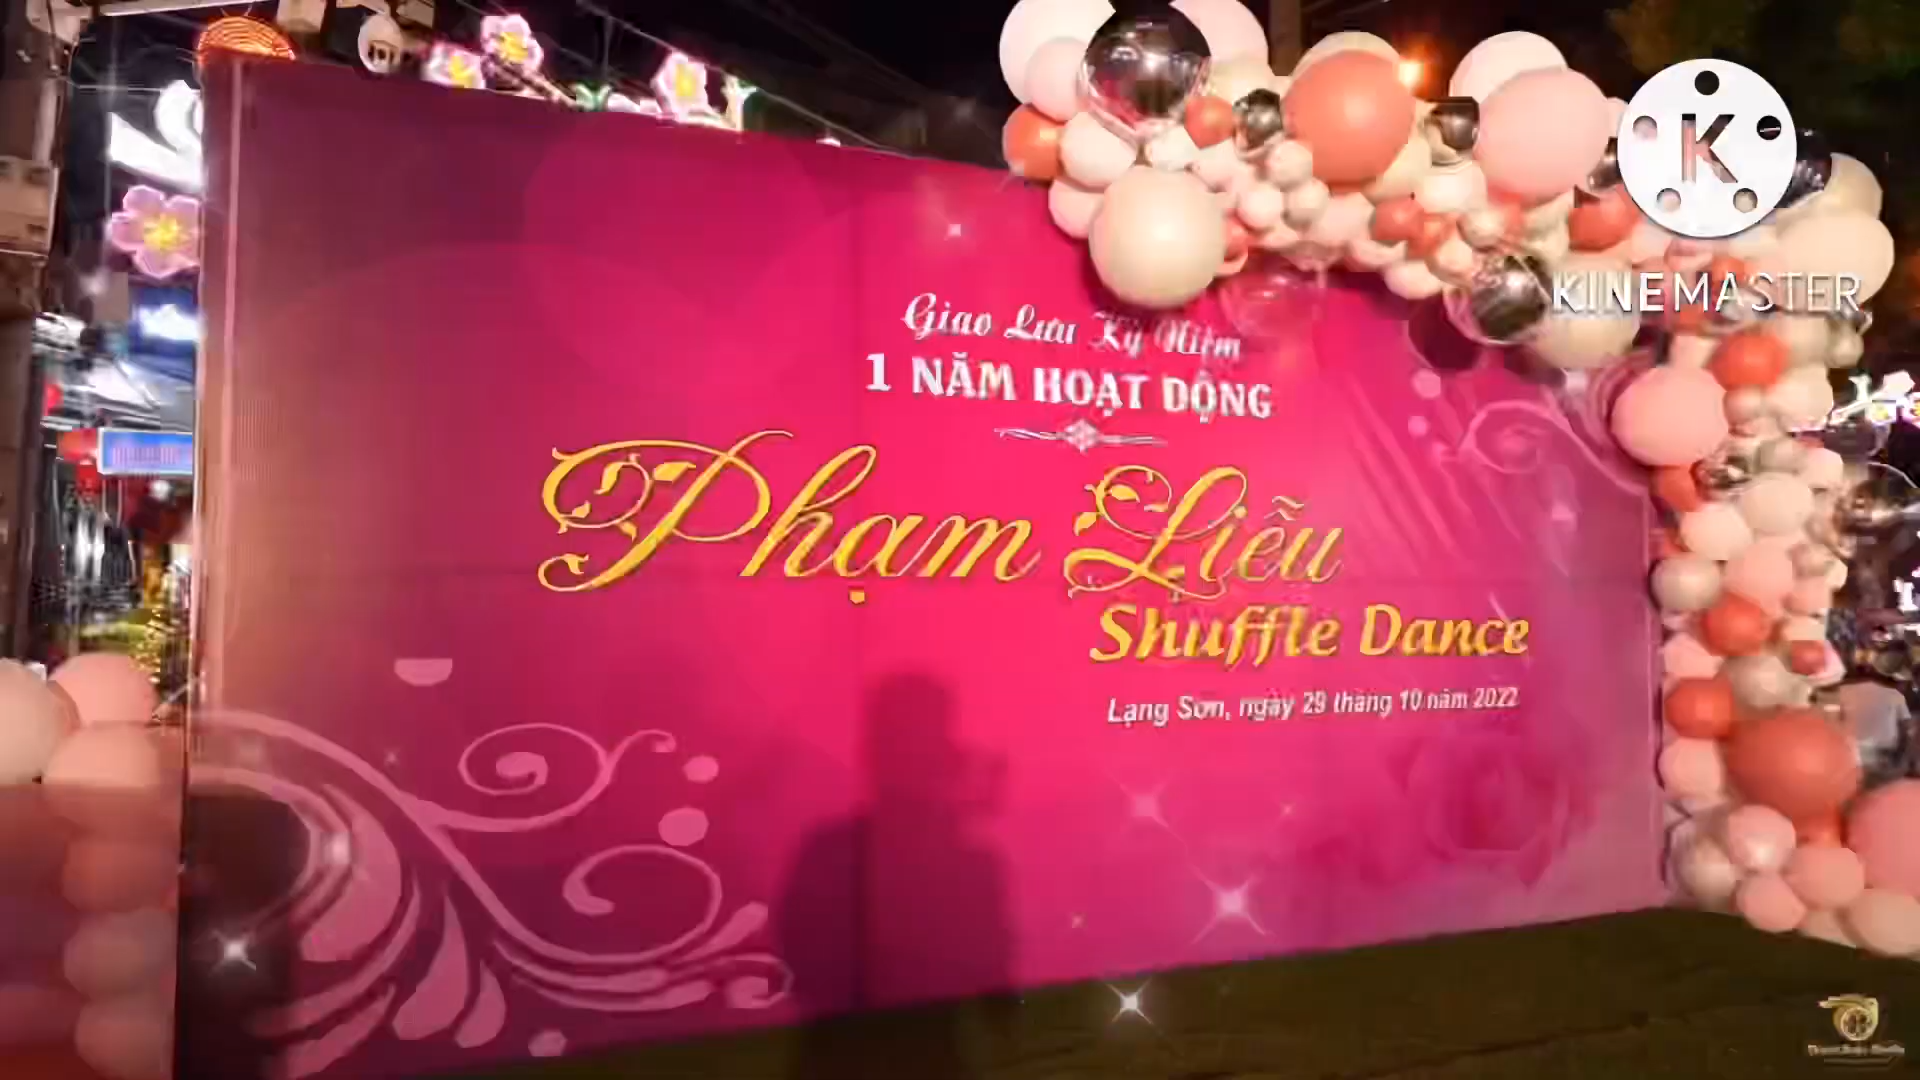 Giao Lưu Kỷ Niệm
1 NĂM HOẠT ĐỘNG
Phạm Liễu
Shuffle Dance
Lạng Sơn, ngày 29 tháng 10 năm 2022
K
KINEMASTER